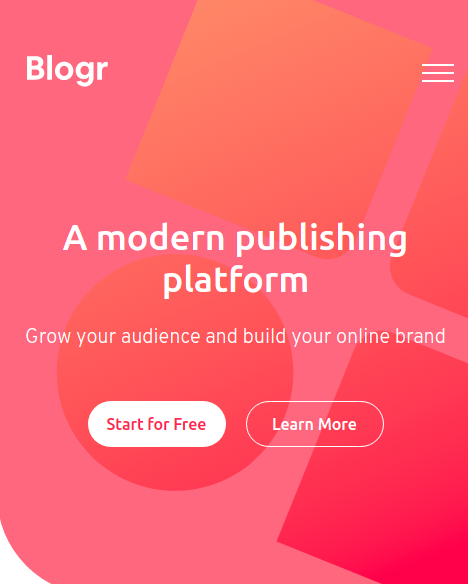 Blogr
A modern publishing
platform
Grow your audience and build your online brand
Start for Free
Learn More